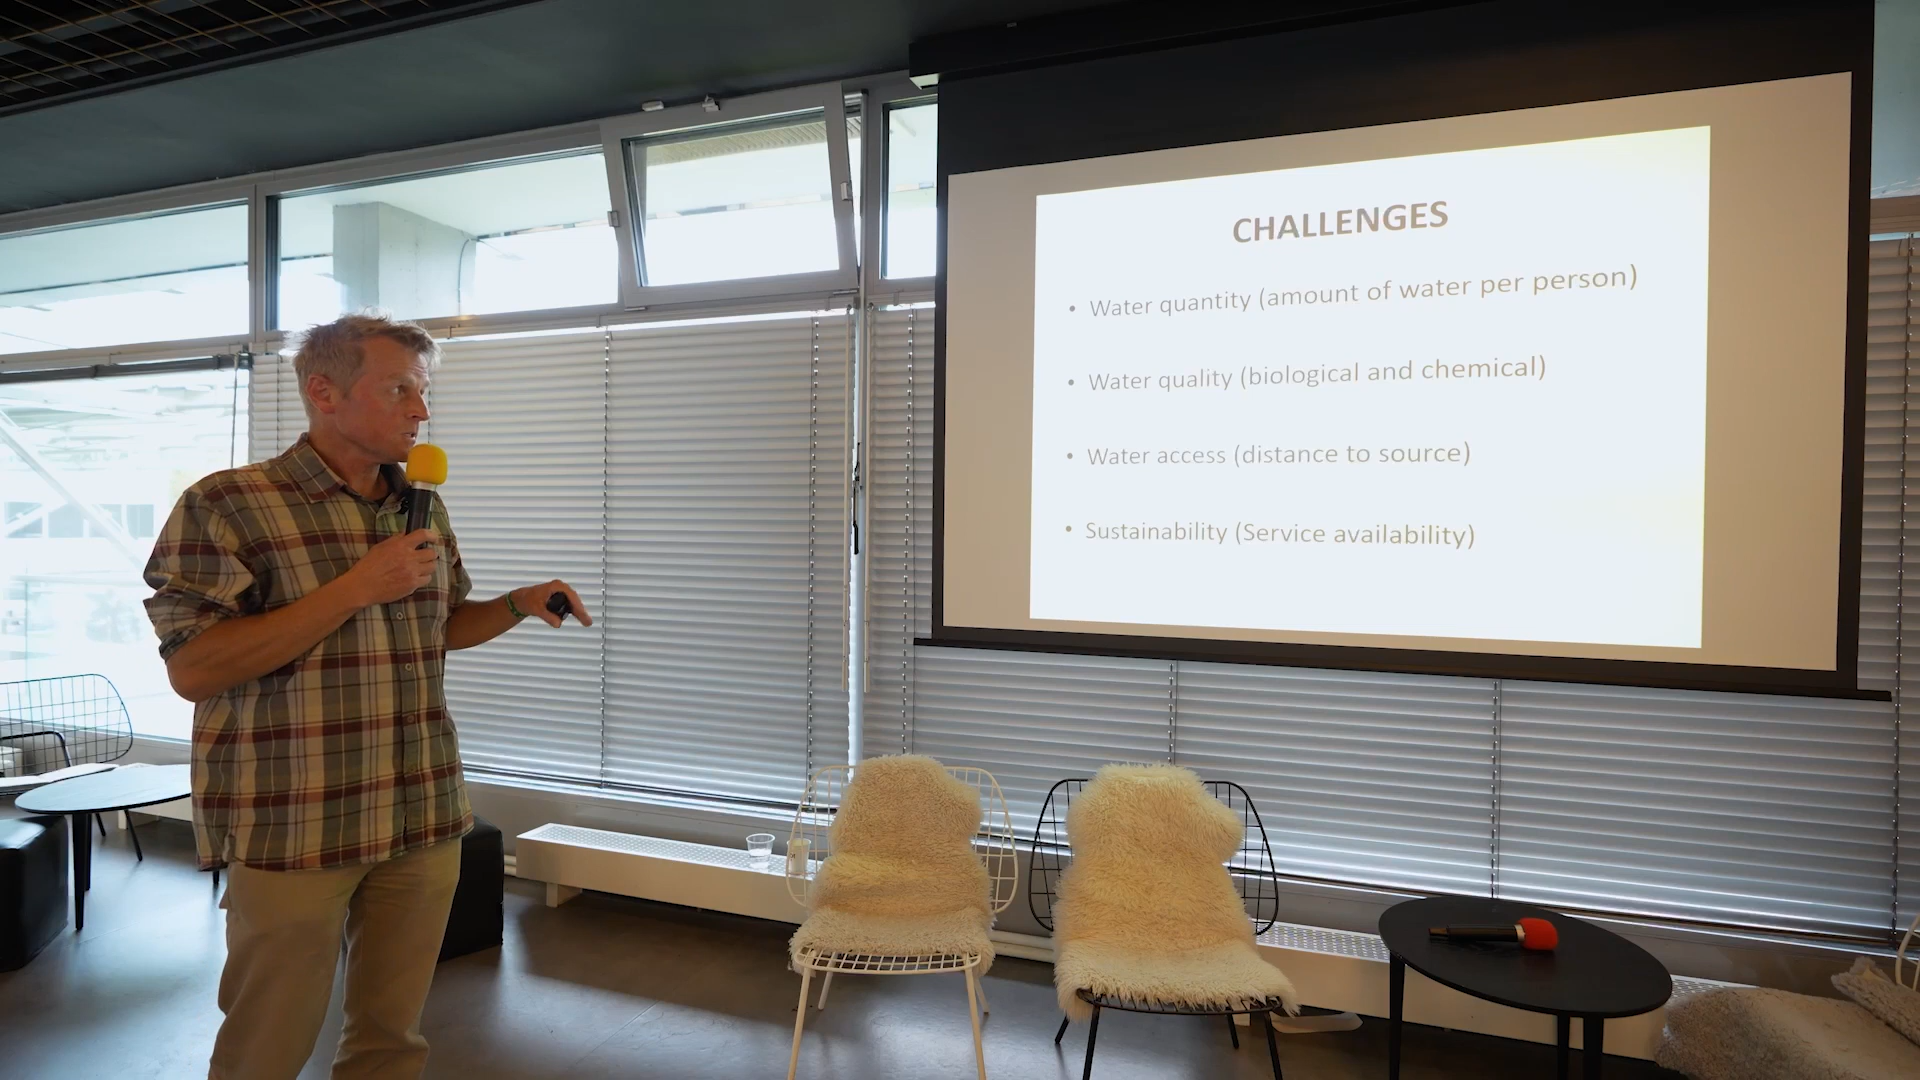 CHALLENGES
• Water quantity (amount of water per person)
• Water quality (biological and chemical)
• Water access (distance to source)
• Sustainability (Service availability)